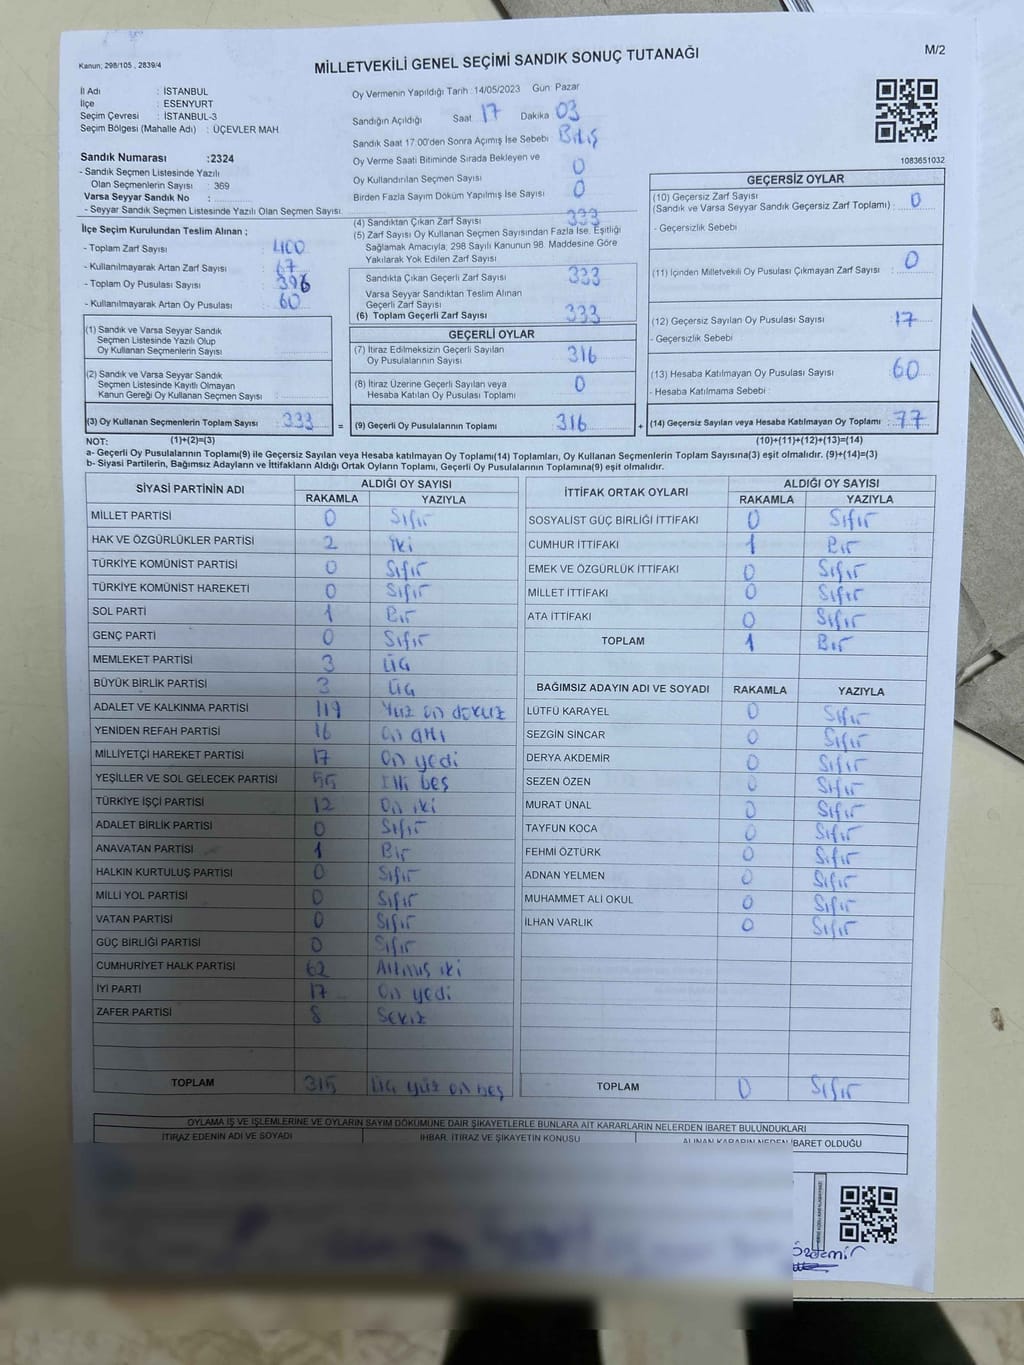 Kanun; 298/105 , 2839/4
MİLLETVEKİLİ GENEL SEÇİMİ SANDIK SONUÇ TUTANAĞI
M/2
İl Adı : İSTANBUL
İlçe : ESENYURT
Seçim Çevresi : İSTANBUL-3
Seçim Bölgesi (Mahalle Adı) : ÜÇEVLER MAH
Sandık Numarası :2324
- Sandık Seçmen Listesinde Yazılı
Olan Seçmenlerin Sayısı : 369
Varsa Seyyar Sandık No :
- Seyyar Sandık Seçmen Listesinde Yazılı Olan Seçmen Sayısı:
İlçe Seçim Kurulundan Teslim Alınan ;
- Toplam Zarf Sayısı : 400
- Kullanılmayarak Artan Zarf Sayısı : 67
- Toplam Oy Pusulası Sayısı : 396
- Kullanılmayarak Artan Oy Pusulası : 60
Oy Vermenin Yapıldığı Tarih :14/05/2023 Gün Pazar
Sandığın Açıldığı Saat 17 Dakika 03
Sandık Saat 17:00'den Sonra Açımış İse Sebebi Bitiş
Oy Verme Saati Bitiminde Sırada Bekleyen ve
Oy Kullandırılan Seçmen Sayısı 0
Birden Fazla Sayım Döküm Yapılmış İse Sayısı 0
(4) Sandıktan Çıkan Zarf Sayısı 333
(5) Zarf Sayısı Oy Kullanan Seçmen Sayısından Fazla İse, Eşitliği
Sağlamak Amacıyla, 298 Sayılı Kanunun 98. Maddesine Göre
Yakılarak Yok Edilen Zarf Sayısı
Sandıkta Çıkan Geçerli Zarf Sayısı 333
Varsa Seyyar Sandıktan Teslim Alınan
Geçerli Zarf Sayısı
(6) Toplam Geçerli Zarf Sayısı 333
1083651032
GEÇERSİZ OYLAR
(10) Geçersiz Zarf Sayısı
(Sandık ve Varsa Seyyar Sandık Geçersiz Zarf Toplamı) : 0
- Geçersizlik Sebebi
(11) İçinden Milletvekili Oy Pusulası Çıkmayan Zarf Sayısı : 0
(12) Geçersiz Sayılan Oy Pusulası Sayısı : 17
- Geçersizlik Sebebi
(13) Hesaba Katılmayan Oy Pusulası Sayısı 60
- Hesaba Katılmama Sebebi :
(1) Sandık ve Varsa Seyyar Sandık
Seçmen Listesinde Yazılı Olup
Oy Kullanan Seçmenlerin Sayısı :
(2) Sandık ve Varsa Seyyar Sandık
Seçmen Listesinde Kayıtlı Olmayan
Kanun Gereği Oy Kullanan Seçmen Sayısı :
GEÇERLİ OYLAR
(7) İtiraz Edilmeksizin Geçerli Sayılan
Oy Pusulalarının Sayısı 316
(8) İtiraz Üzerine Geçerli Sayılan veya
Hesaba Katılan Oy Pusulası Toplamı 0
(3) Oy Kullanan Seçmenlerin Toplam Sayısı : 333 = (9) Geçerli Oy Pusulalarının Toplamı 316 + (14) Geçersiz Sayılan veya Hesaba Katılmayan Oy Toplamı : 77
NOT: (1)+(2)=(3) (10)+(11)+(12)+(13)=(14)
a- Geçerli Oy Pusulalarının Toplamı(9) ile Geçersiz Sayılan veya Hesaba katılmayan Oy Toplamı(14) Toplamları, Oy Kullanan Seçmenlerin Toplam Sayısına(3) eşit olmalıdır. (9)+(14)=(3)
b- Siyasi Partilerin, Bağımsız Adayların ve İttifakların Aldığı Ortak Oyların Toplamı, Geçerli Oy Pusulalarının Toplamına(9) eşit olmalıdır.
SİYASİ PARTİNİN ADI ALDIĞI OY SAYISI
RAKAMLA YAZIYLA
MİLLET PARTİSİ 0 Sıfır
HAK VE ÖZGÜRLÜKLER PARTİSİ 2 iki
TÜRKİYE KOMÜNİST PARTİSİ 0 Sıfır
TÜRKİYE KOMÜNİST HAREKETİ 0 Sıfır
SOL PARTİ 1 Bir
GENÇ PARTİ 0 Sıfır
MEMLEKET PARTİSİ 3 Üç
BÜYÜK BİRLİK PARTİSİ 3 Üç
ADALET VE KALKINMA PARTİSİ 119 Yüz on dokuz
YENİDEN REFAH PARTİSİ 16 On altı
MİLLİYETÇİ HAREKET PARTİSİ 17 On yedi
YEŞİLLER VE SOL GELECEK PARTİSİ 55 Elli beş
TÜRKİYE İŞÇİ PARTİSİ 12 On iki
ADALET BİRLİK PARTİSİ 0 Sıfır
ANAVATAN PARTİSİ 1 Bir
HALKIN KURTULUŞ PARTİSİ 0 Sıfır
MİLLİ YOL PARTİSİ 0 Sıfır
VATAN PARTİSİ 0 Sıfır
GÜÇ BİRLİĞİ PARTİSİ 0 Sıfır
CUMHURİYET HALK PARTİSİ 62 Altmış iki
İYİ PARTİ 17 On yedi
ZAFER PARTİSİ 8 Sekiz
TOPLAM 315 Üç yüz on beş
İTTİFAK ORTAK OYLARI ALDIĞI OY SAYISI
RAKAMLA YAZIYLA
SOSYALİST GÜÇ BİRLİĞİ İTTİFAKI 0 Sıfır
CUMHUR İTTİFAKI 1 Bir
EMEK VE ÖZGÜRLÜK İTTİFAKI 0 Sıfır
MİLLET İTTİFAKI 0 Sıfır
ATA İTTİFAKI 0 Sıfır
TOPLAM 1 Bir
BAĞIMSIZ ADAYIN ADI VE SOYADI RAKAMLA YAZIYLA
LÜTFÜ KARAYEL 0 Sıfır
SEZGİN SİNCAR 0 Sıfır
DERYA AKDEMİR 0 Sıfır
SEZEN ÖZEN 0 Sıfır
MURAT ÜNAL 0 Sıfır
TAYFUN KOCA 0 Sıfır
FEHMİ ÖZTÜRK 0 Sıfır
ADNAN YELMEN 0 Sıfır
MUHAMMET ALİ OKUL 0 Sıfır
İLHAN VARLIK 0 Sıfır
TOPLAM 0 Sıfır
OYLAMA İŞ VE İŞLEMLERİNE VE OYLARIN SAYIM DÖKÜMÜNE DAİR ŞİKAYETLERLE BUNLARA AİT KARARLARIN NELERDEN İBARET BULUNDUKLARI
İTİRAZ EDENİN ADI VE SOYADI İHBAR, İTİRAZ VE ŞİKAYETİN KONUSU ALINAN KARARIN NEDEN İBARET OLDUĞU
Özdemir